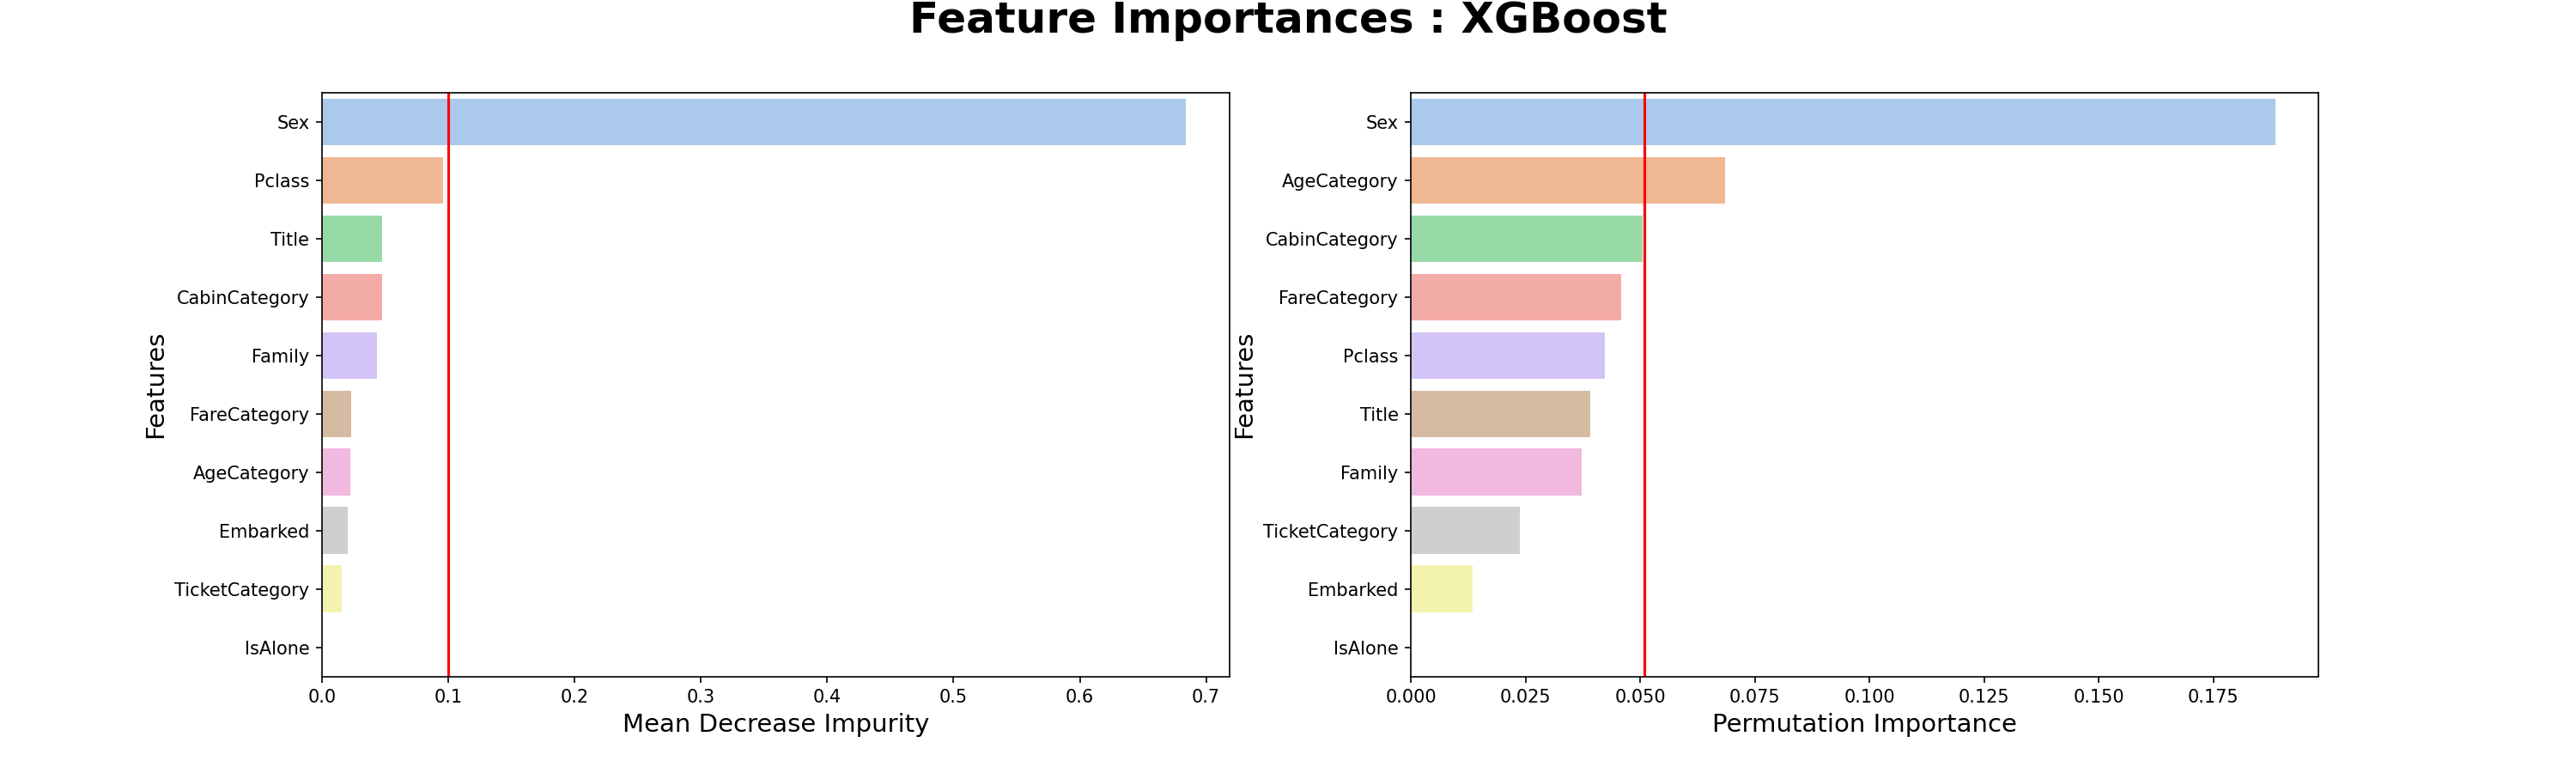 Feature Importances : XGBoost
Features
Sex
Pclass
Title
CabinCategory
Family
FareCategory
AgeCategory
Embarked
TicketCategory
IsAlone
0.0 0.1 0.2 0.3 0.4 0.5 0.6 0.7
Mean Decrease Impurity
Features
Sex
AgeCategory
CabinCategory
FareCategory
Pclass
Title
Family
TicketCategory
Embarked
IsAlone
0.000 0.025 0.050 0.075 0.100 0.125 0.150 0.175
Permutation Importance